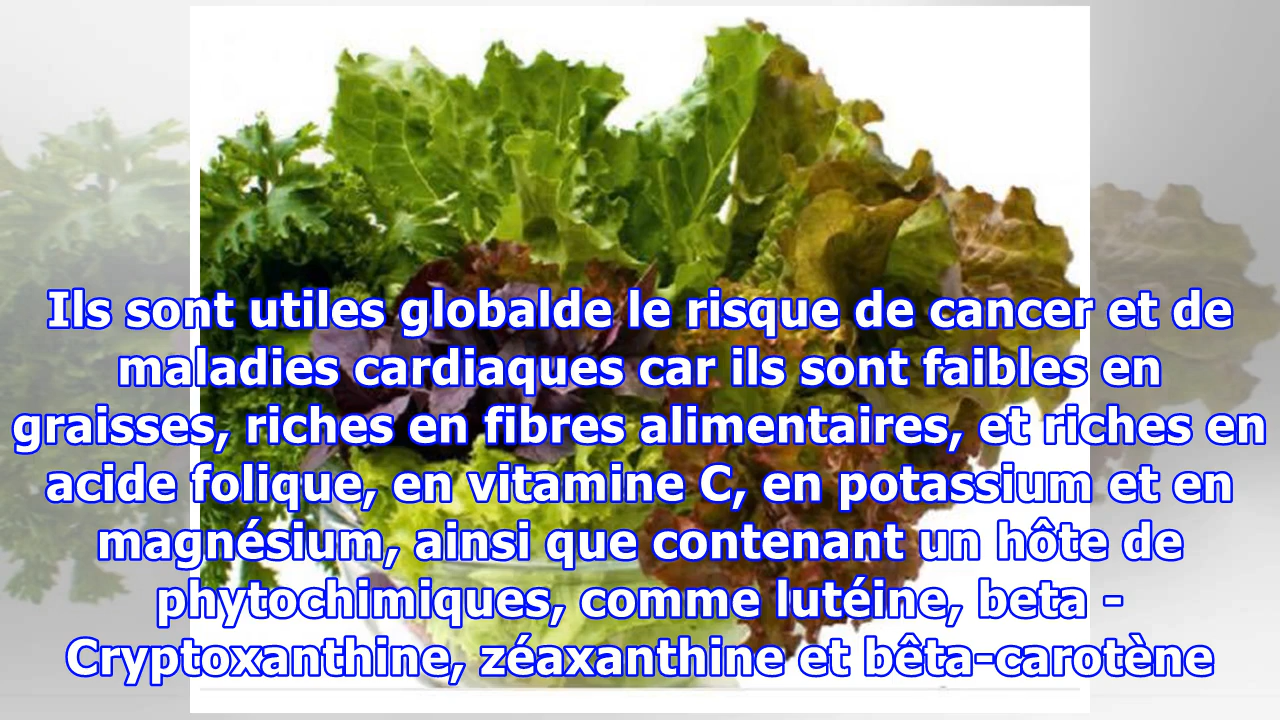 Ils sont utiles globalde le risque de cancer et de
maladies cardiaques car ils sont faibles en
graisses, riches en fibres alimentaires, et riches en
acide folique, en vitamine C, en potassium et en
magnésium, ainsi que contenant un hôte de
phytochimiques, comme lutéine, beta -
Cryptoxanthine, zéaxanthine et bêta-carotène